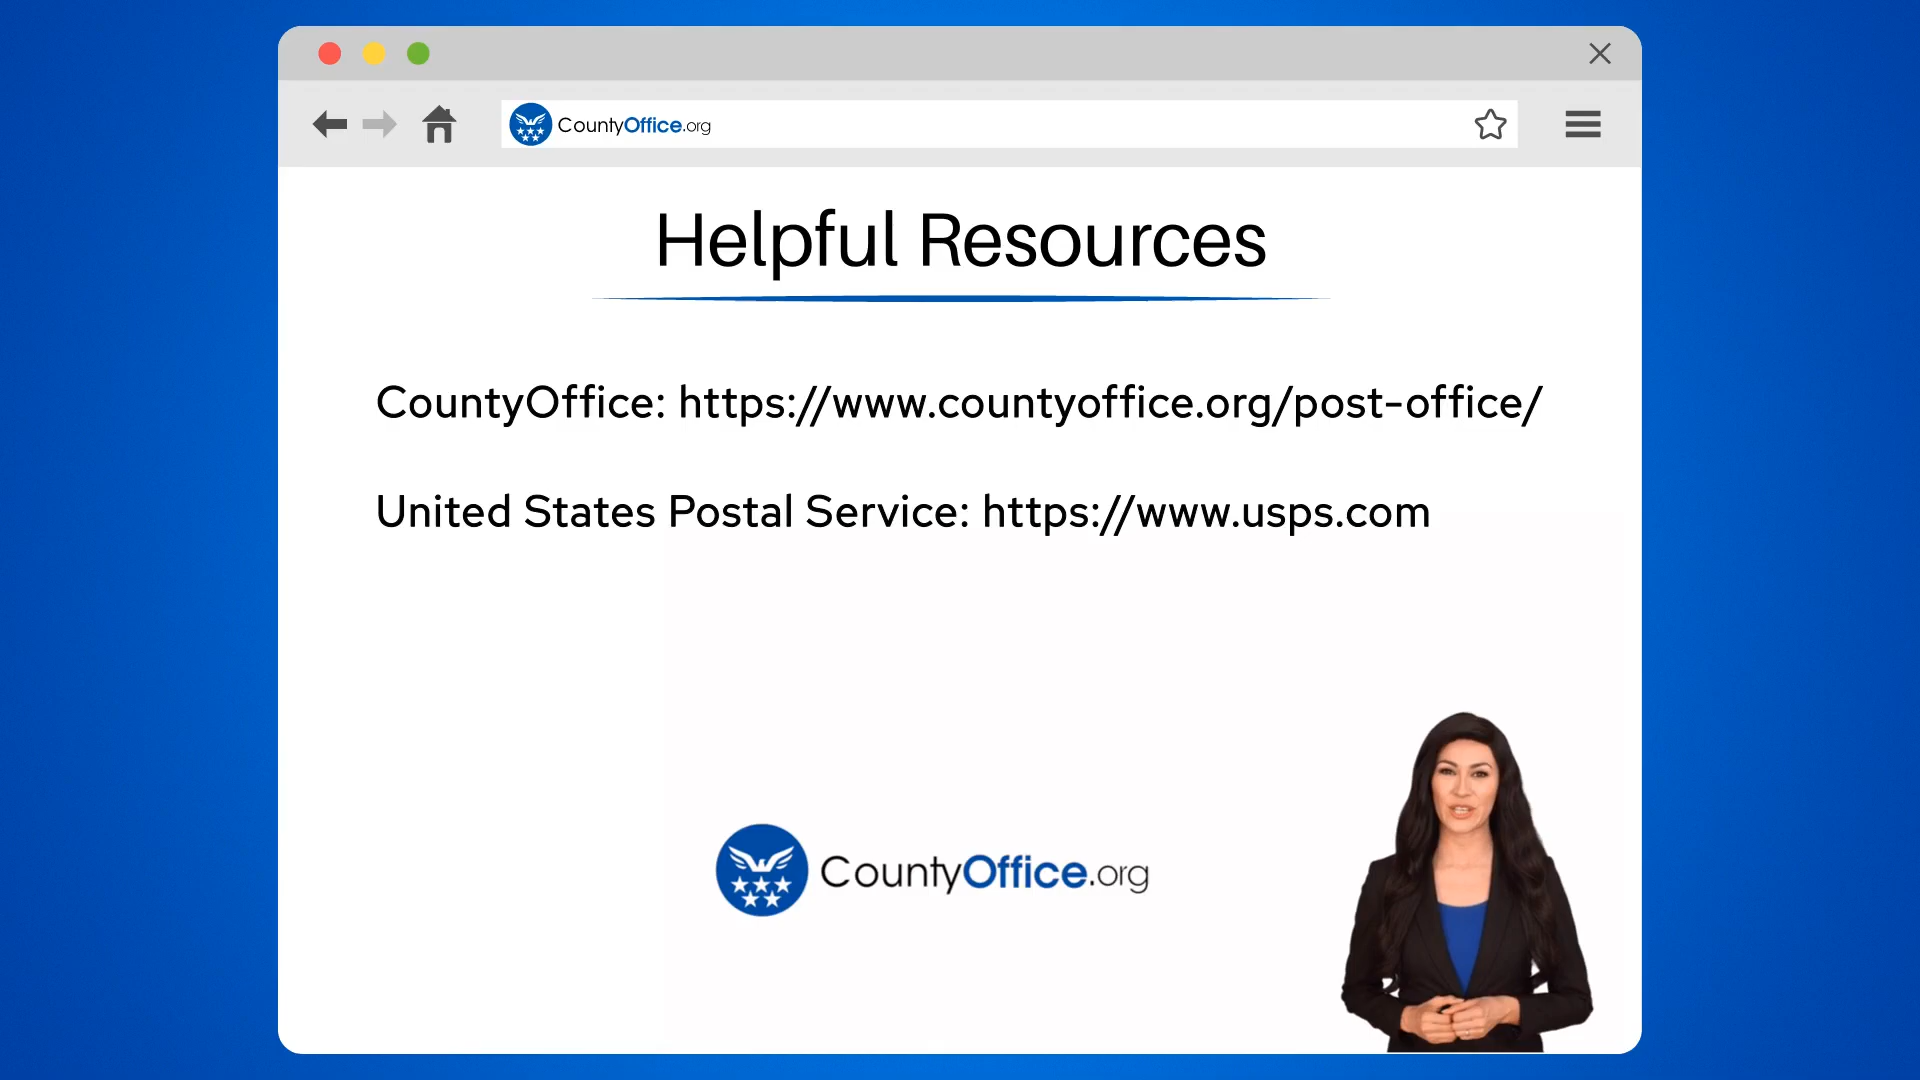 CountyOffice.org
Helpful Resources
CountyOffice: https://www.countyoffice.org/post-office/
United States Postal Service: https://www.usps.com
CountyOffice.org